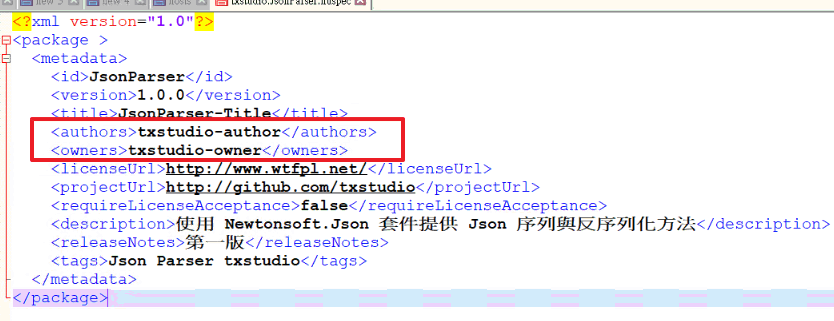 new 3
new 4
hosts
txstudio.JsonParser.nuspec
<?xml version="1.0"?>
<package >
<metadata>
<id>JsonParser</id>
<version>1.0.0</version>
<title>JsonParser-Title</title>
<authors>txstudio-author</authors>
<owners>txstudio-owner</owners>
<licenseUrl>http://www.wtfpl.net/</licenseUrl>
<projectUrl>http://github.com/txstudio</projectUrl>
<requireLicenseAcceptance>false</requireLicenseAcceptance>
<description>使用 Newtonsoft.Json 套件提供 Json 序列與反序列化方法</description>
<releaseNotes>第一版</releaseNotes>
<tags>Json Parser txstudio</tags>
</metadata>
</package>